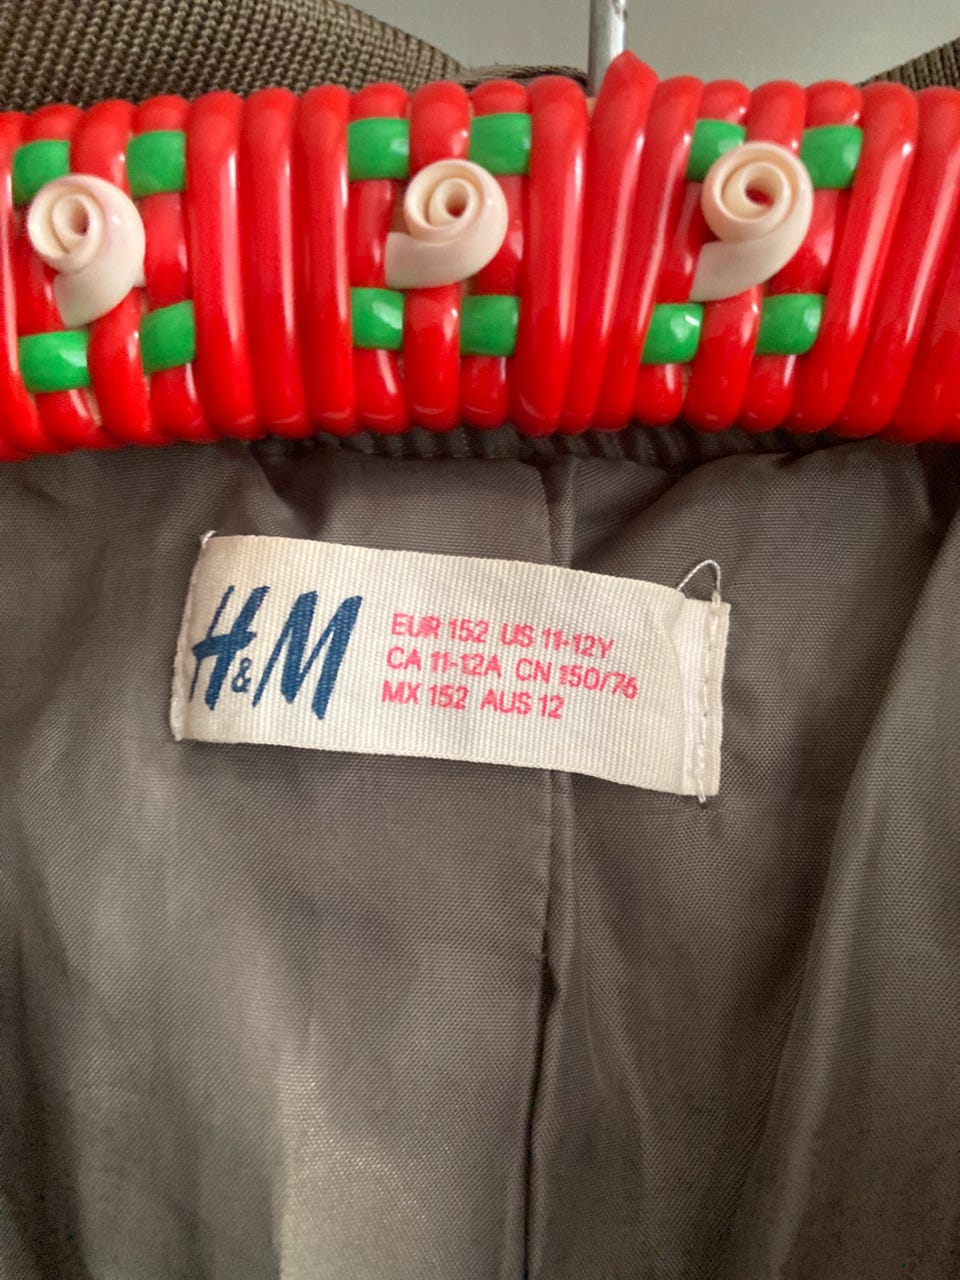 H&M
EUR 152 US 11-12Y
CA 11-12A CN 150/76
MX 152 AUS 12